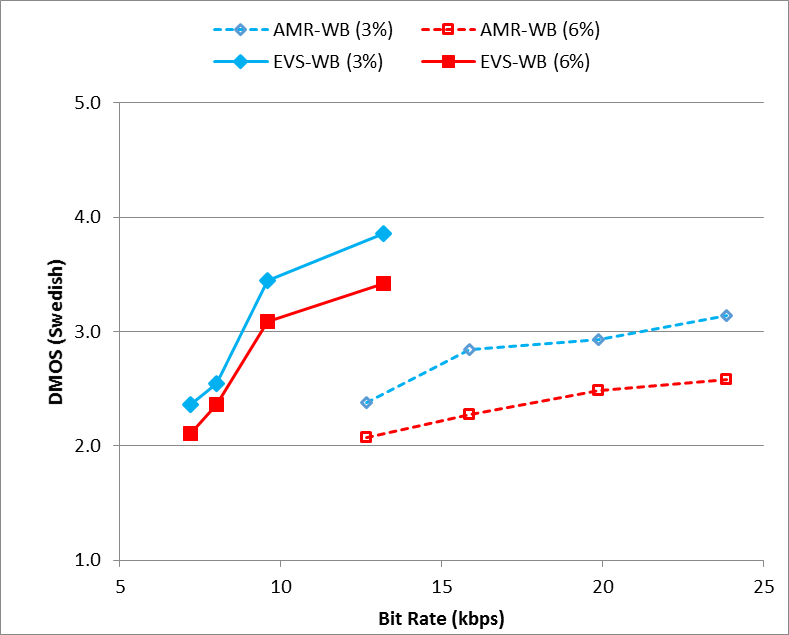 AMR-WB (3%) AMR-WB (6%)
EVS-WB (3%) EVS-WB (6%)
5.0
4.0
3.0
2.0
1.0
DMOS (Swedish)
5 10 15 20 25
Bit Rate (kbps)